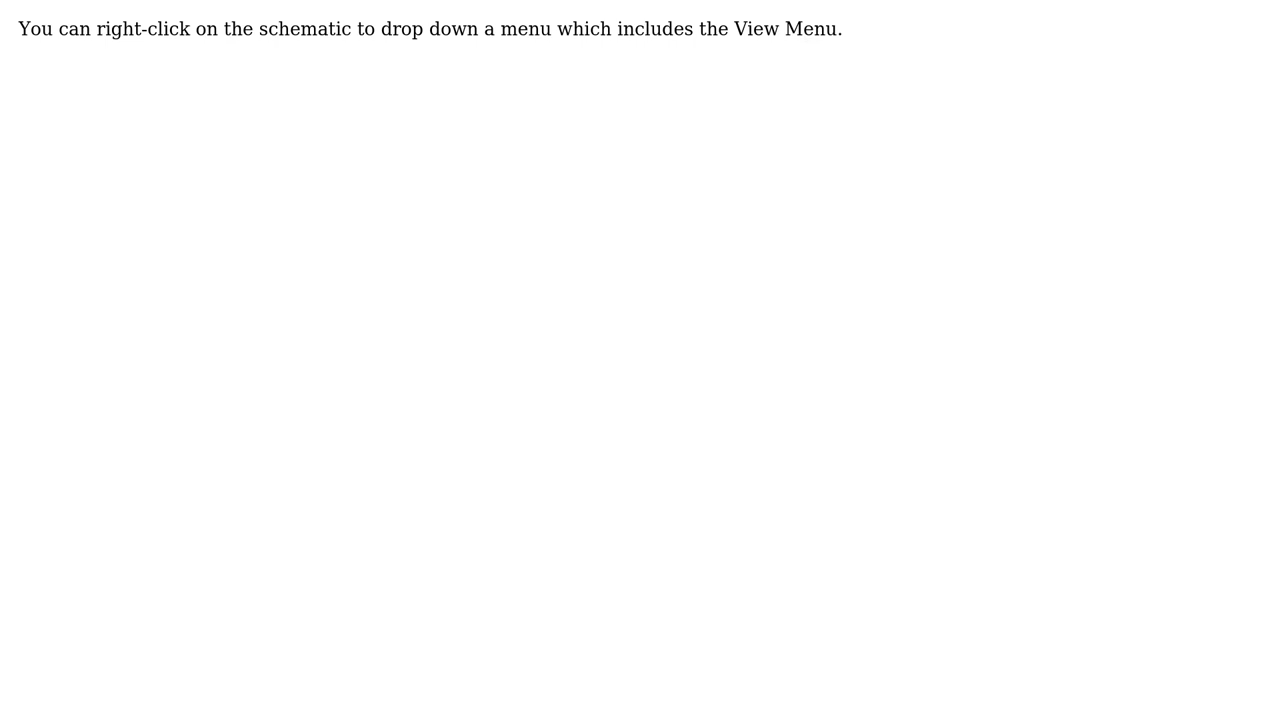 You can right-click on the schematic to drop down a menu which includes the View Menu.